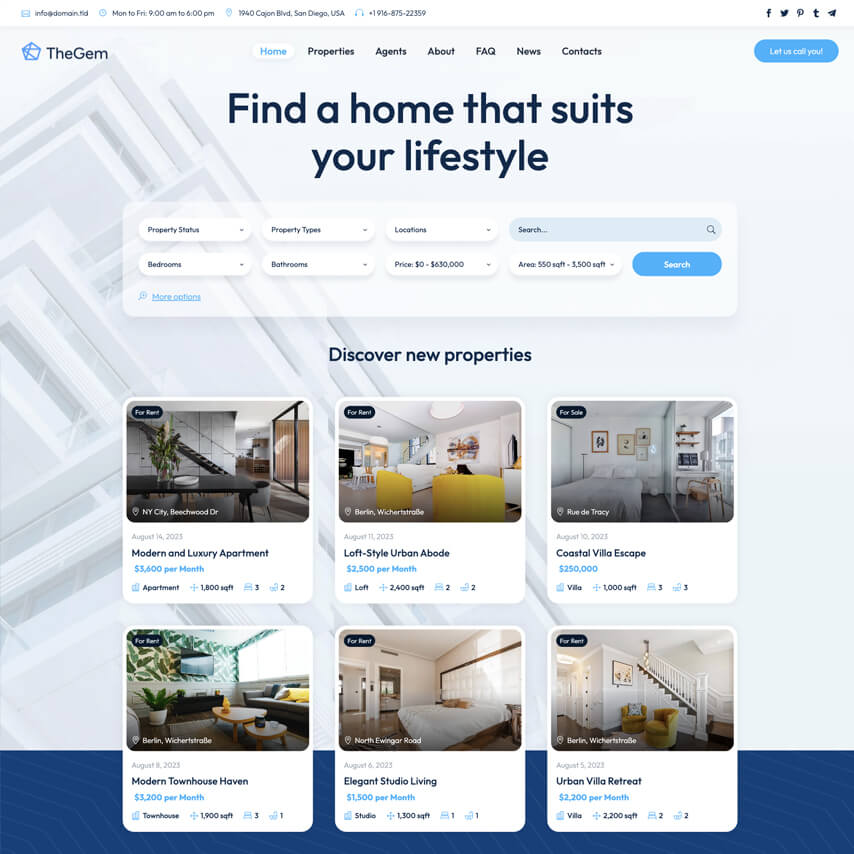 info@domain.tld Mon to Fri: 9:00 am to 6:00 pm 1940 Cajon Blvd, San Diego, USA +1 916-875-22359
TheGem Home Properties Agents About FAQ News Contacts Let us call you!
Find a home that suits
your lifestyle
Property Status Property Types Locations Search...
Bedrooms Bathrooms Price: $0 - $630,000 Area: 550 sqft - 3,500 sqft Search
More options
Discover new properties
For Rent
NY City, Beechwood Dr
August 14, 2023
Modern and Luxury Apartment
$3,600 per Month
Apartment 1,800 sqft 3 2
For Rent
Berlin, Wichertstraße
August 11, 2023
Loft-Style Urban Abode
$2,500 per Month
Loft 2,400 sqft 2 2
For Sale
Rue de Tracy
August 10, 2023
Coastal Villa Escape
$250,000
Villa 1,000 sqft 3 3
For Rent
Berlin, Wichertstraße
August 8, 2023
Modern Townhouse Haven
$3,200 per Month
Townhouse 1,900 sqft 3 1
For Rent
North Ewingar Road
August 6, 2023
Elegant Studio Living
$1,500 per Month
Studio 1,300 sqft 1 1
For Rent
Berlin, Wichertstraße
August 5, 2023
Urban Villa Retreat
$2,200 per Month
Villa 2,200 sqft 2 2